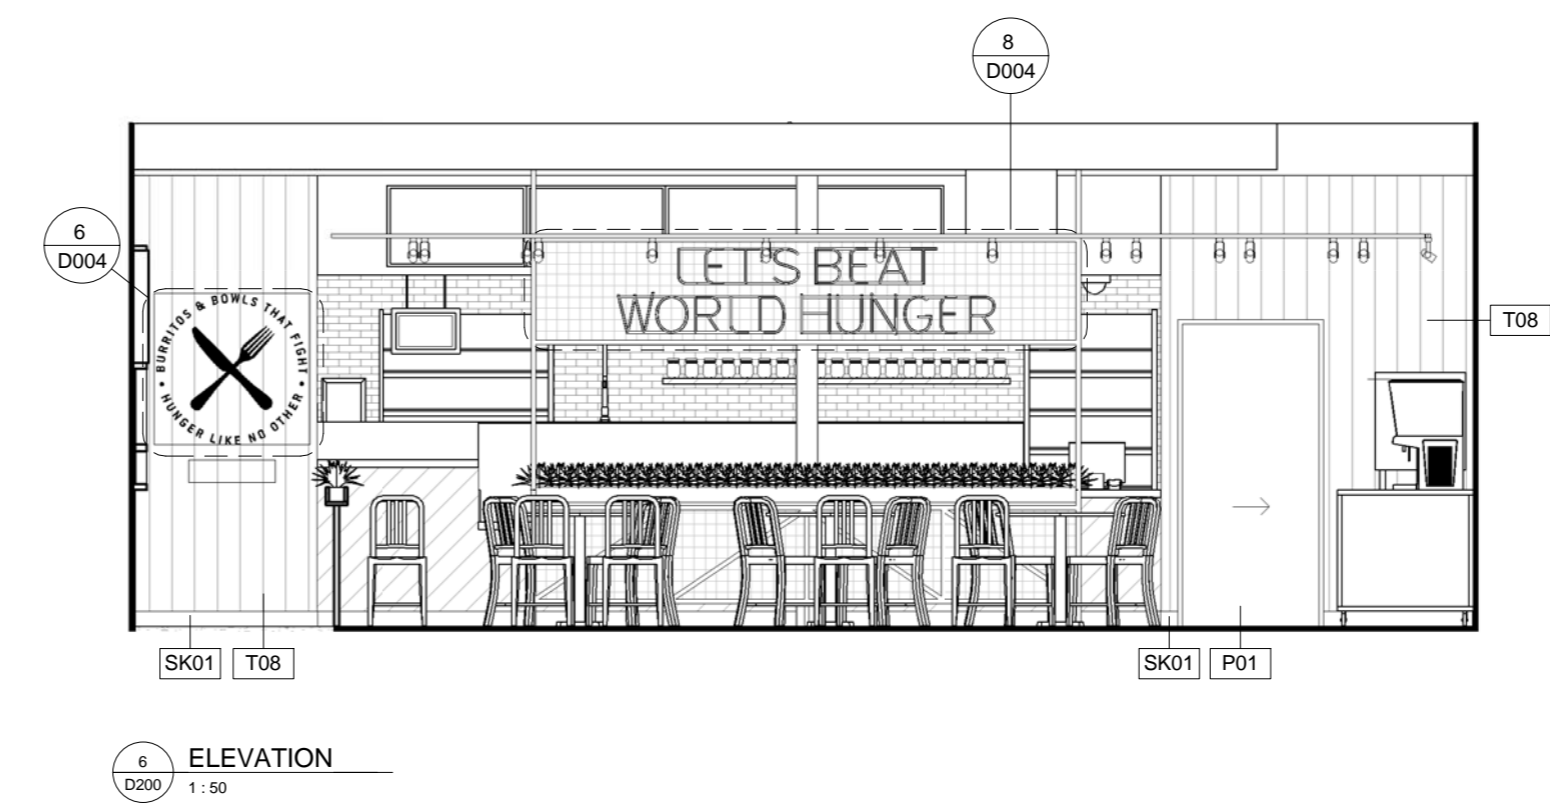 8
D004
6
D004
LET'S BEAT
WORLD HUNGER
BURRITOS & BOWLS THAT FIGHT
• HUNGER LIKE NO OTHER •
T08
SK01
T08
SK01
P01
6
D200
ELEVATION
1 : 50